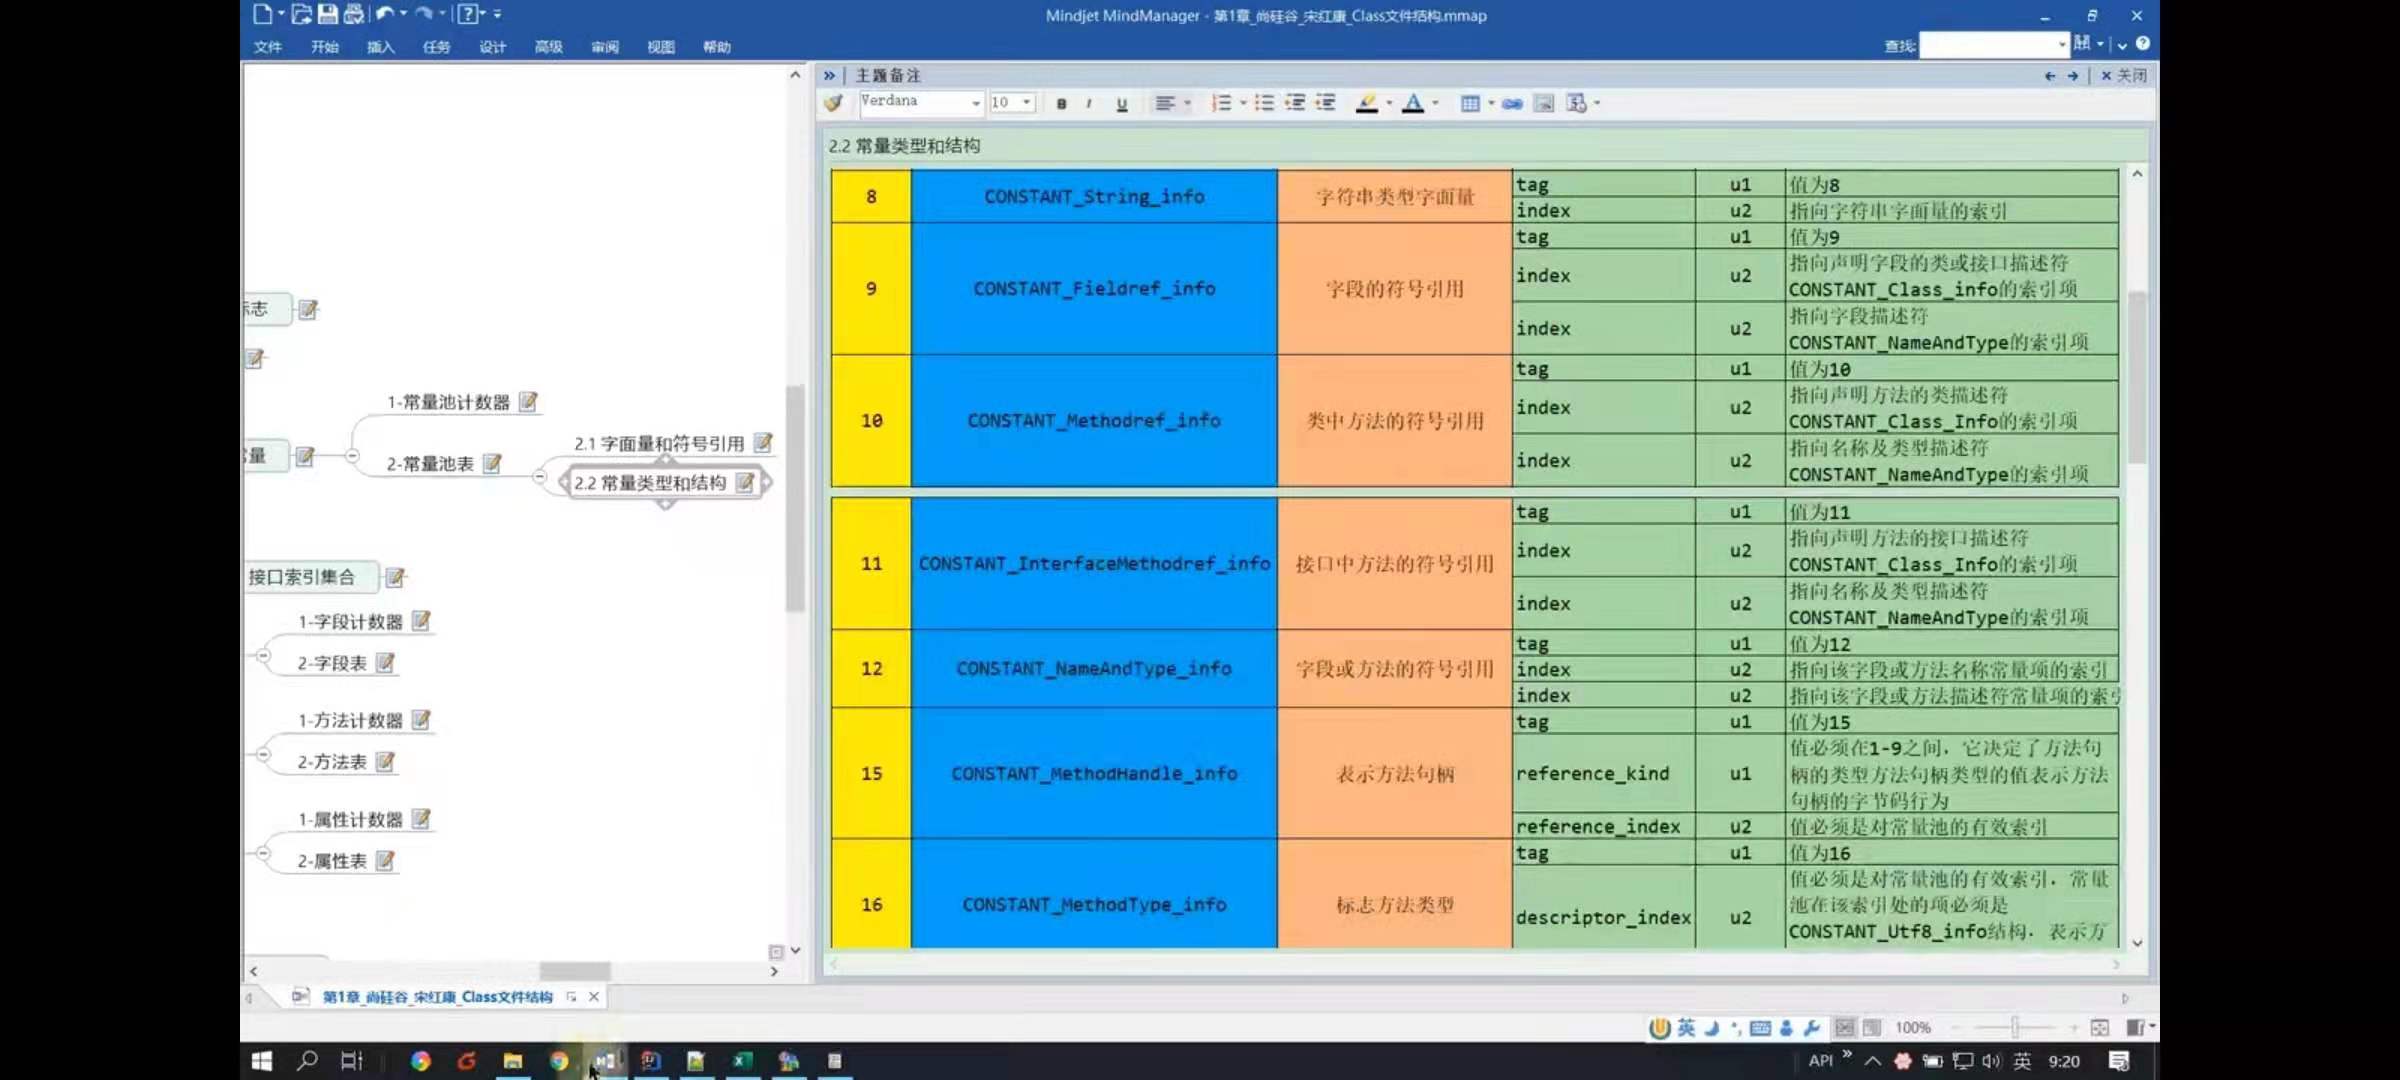 Mindjet MindManager - 第1章_尚硅谷_宋红康_Class文件结构.mmap
文件 开始 插入 任务 设计 高级 审阅 视图 帮助
查找:
主题备注
关闭
Verdana
10
B I U
2.2 常量类型和结构
8 CONSTANT_String_info 字符串类型字面量
tag u1 值为8
index u2 指向字符串字面量的索引
9 CONSTANT_Fieldref_info 字段的符号引用
tag u1 值为9
index u2 指向声明字段的类或接口描述符
CONSTANT_Class_info的索引项
index u2 指向字段描述符
CONSTANT_NameAndType的索引项
10 CONSTANT_Methodref_info 类中方法的符号引用
tag u1 值为10
index u2 指向声明方法的类描述符
CONSTANT_Class_Info的索引项
index u2 指向名称及类型描述符
CONSTANT_NameAndType的索引项
11 CONSTANT_InterfaceMethodref_info 接口中方法的符号引用
tag u1 值为11
index u2 指向声明方法的接口描述符
CONSTANT_Class_Info的索引项
index u2 指向名称及类型描述符
CONSTANT_NameAndType的索引项
12 CONSTANT_NameAndType_info 字段或方法的符号引用
tag u1 值为12
index u2 指向该字段或方法名称常量项的索引
index u2 指向该字段或方法描述符常量项的索引
15 CONSTANT_MethodHandle_info 表示方法句柄
tag u1 值为15
reference_kind u1 值必须在1-9之间，它决定了方法句
柄的类型方法句柄类型的值表示方法
句柄的字节码行为
reference_index u2 值必须是对常量池的有效索引
16 CONSTANT_MethodType_info 标志方法类型
tag u1 值为16
descriptor_index u2 值必须是对常量池的有效索引，常量
池在该索引处的项必须是
CONSTANT_Utf8_info结构，表示方
标志
1-常量池计数器
量
2-常量池表
2.1 字面量和符号引用
2.2 常量类型和结构
接口索引集合
1-字段计数器
2-字段表
1-方法计数器
2-方法表
1-属性计数器
2-属性表
第1章_尚硅谷_宋红康_Class文件结构
英
100%
API
英
9:20